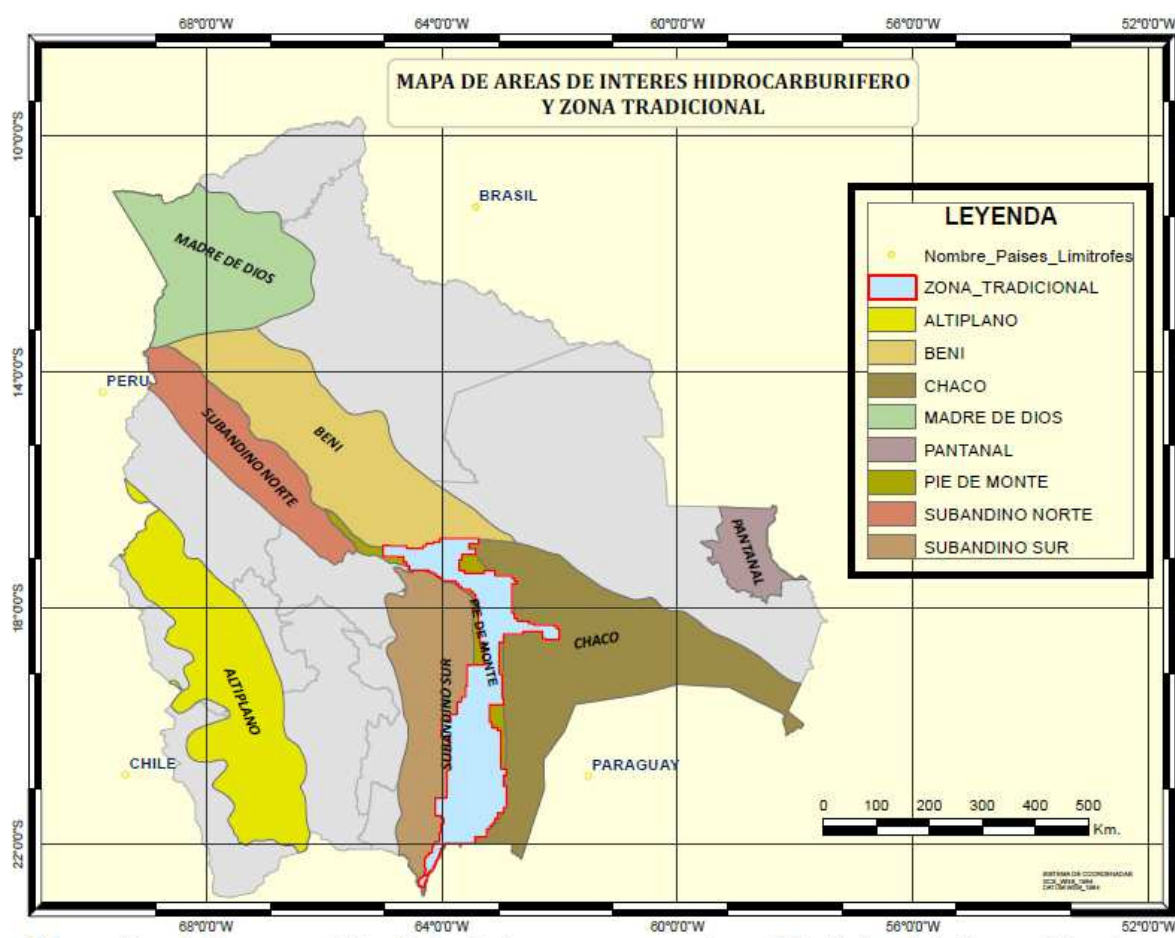 68°0'0"W 64°0'0"W 60°0'0"W 56°0'0"W 52°0'0"W
MAPA DE AREAS DE INTERES HIDROCARBURIFERO
Y ZONA TRADICIONAL
10°0'0"S
14°0'0"S
18°0'0"S
22°0'0"S
BRASIL
PERU
CHILE
PARAGUAY
MADRE DE DIOS
SUBANDINO NORTE
BENI
PANTANAL
PIE DE MONTE
CHACO
SUBANDINO SUR
ALTIPLANO
LEYENDA
Nombre_Paises_Limitrofes
ZONA_TRADICIONAL
ALTIPLANO
BENI
CHACO
MADRE DE DIOS
PANTANAL
PIE DE MONTE
SUBANDINO NORTE
SUBANDINO SUR
0 100 200 300 400 500
Km.
SISTEMA DE COORDENADAS
68°0'0"W 64°0'0"W 60°0'0"W 56°0'0"W 52°0'0"W